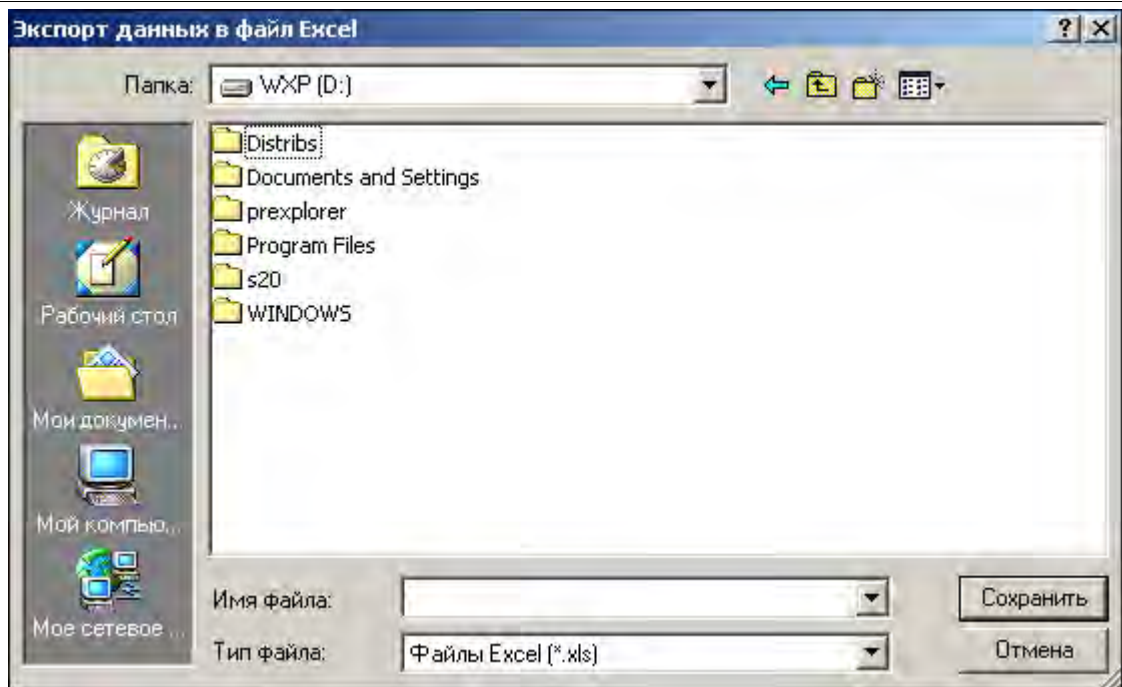 Экспорт данных в файл Excel
Папка: WXP (D:)
Distribs
Documents and Settings
prexplorer
Program Files
s20
WINDOWS
Журнал
Рабочий стол
Мои докумен...
Мой компью...
Мое сетевое ...
Имя файла:
Сохранить
Тип файла: Файлы Excel (*.xls)
Отмена